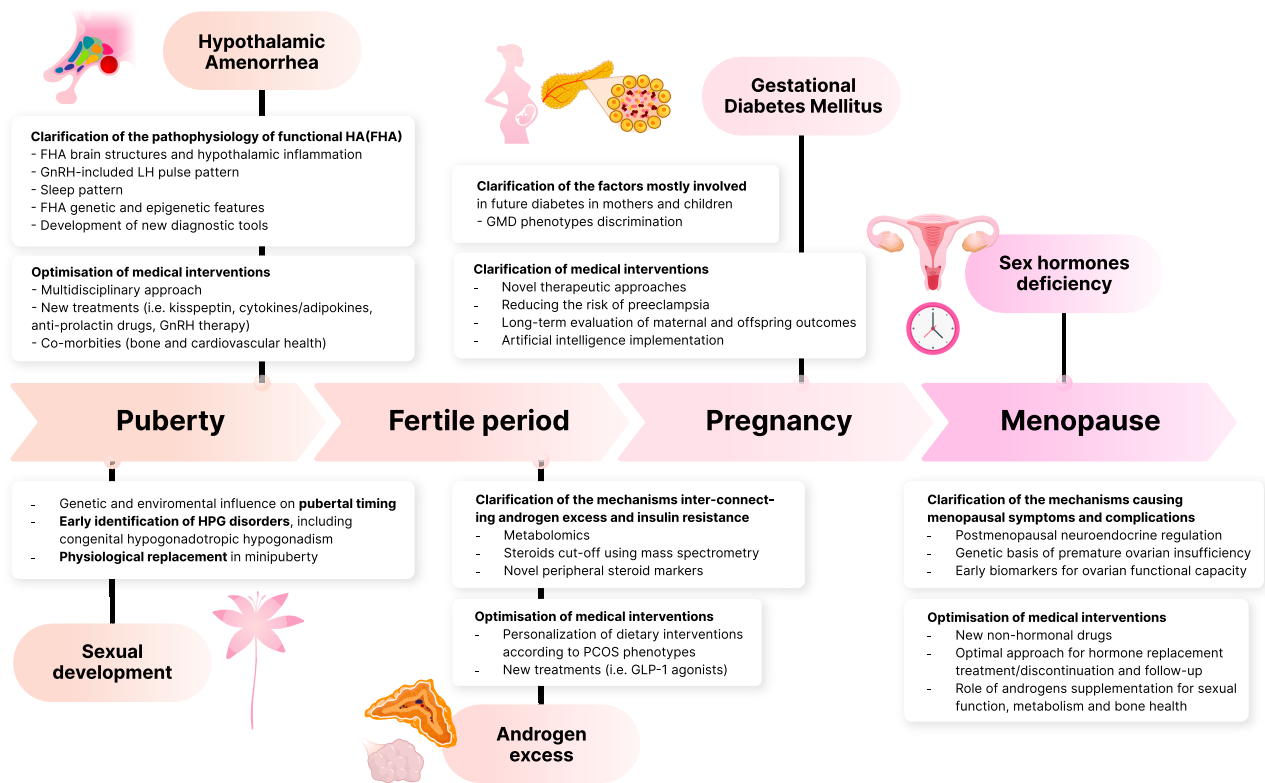 Hypothalamic
Amenorrhea
Clarification of the pathophysiology of functional HA(FHA)
- FHA brain structures and hypothalamic inflammation
- GnRH-included LH pulse pattern
- Sleep pattern
- FHA genetic and epigenetic features
- Development of new diagnostic tools
Optimisation of medical interventions
- Multidisciplinary approach
- New treatments (i.e. kisspeptin, cytokines/adipokines,
anti-prolactin drugs, GnRH therapy)
- Co-morbities (bone and cardiovascular health)
Gestational
Diabetes Mellitus
Clarification of the factors mostly involved
in future diabetes in mothers and children
- GMD phenotypes discrimination
Clarification of medical interventions
- Novel therapeutic approaches
- Reducing the risk of preeclampsia
- Long-term evaluation of maternal and offspring outcomes
- Artificial intelligence implementation
Sex hormones
deficiency
Puberty
Fertile period
Pregnancy
Menopause
- Genetic and enviromental influence on pubertal timing
- Early identification of HPG disorders, including
congenital hypogonadotropic hypogonadism
- Physiological replacement in minipuberty
Sexual
development
Clarification of the mechanisms inter-connect-
ing androgen excess and insulin resistance
- Metabolomics
- Steroids cut-off using mass spectrometry
- Novel peripheral steroid markers
Optimisation of medical interventions
- Personalization of dietary interventions
according to PCOS phenotypes
- New treatments (i.e. GLP-1 agonists)
Androgen
excess
Clarification of the mechanisms causing
menopausal symptoms and complications
- Postmenopausal neuroendocrine regulation
- Genetic basis of premature ovarian insufficiency
- Early biomarkers for ovarian functional capacity
Optimisation of medical interventions
- New non-hormonal drugs
- Optimal approach for hormone replacement
treatment/discontinuation and follow-up
- Role of androgens supplementation for sexual
function, metabolism and bone health